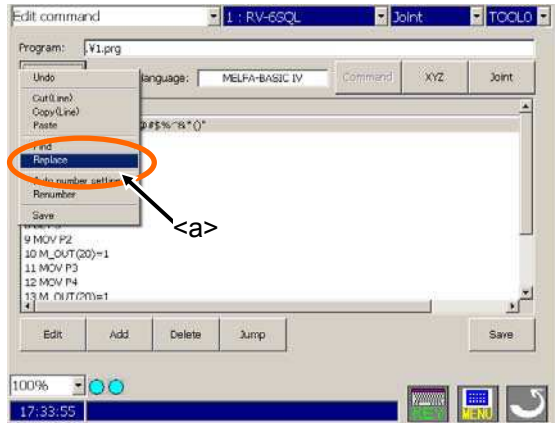 Edit command 1 : RV-6SQL Joint TOOL0
Program: .¥1.prg
anguage: MELFA-BASIC IV Command XYZ Joint
Undo
Cut(Line)
Copy(Line)
Paste
@#$%^&*()"
Find
Replace
Auto number setting
Renumber
Save
<a>
9 MOV P2
10 M_OUT(20)=1
11 MOV P3
12 MOV P4
13 M_OUT(20)=1
Edit Add Delete Jump Save
100%
17:33:55 KEY MENU